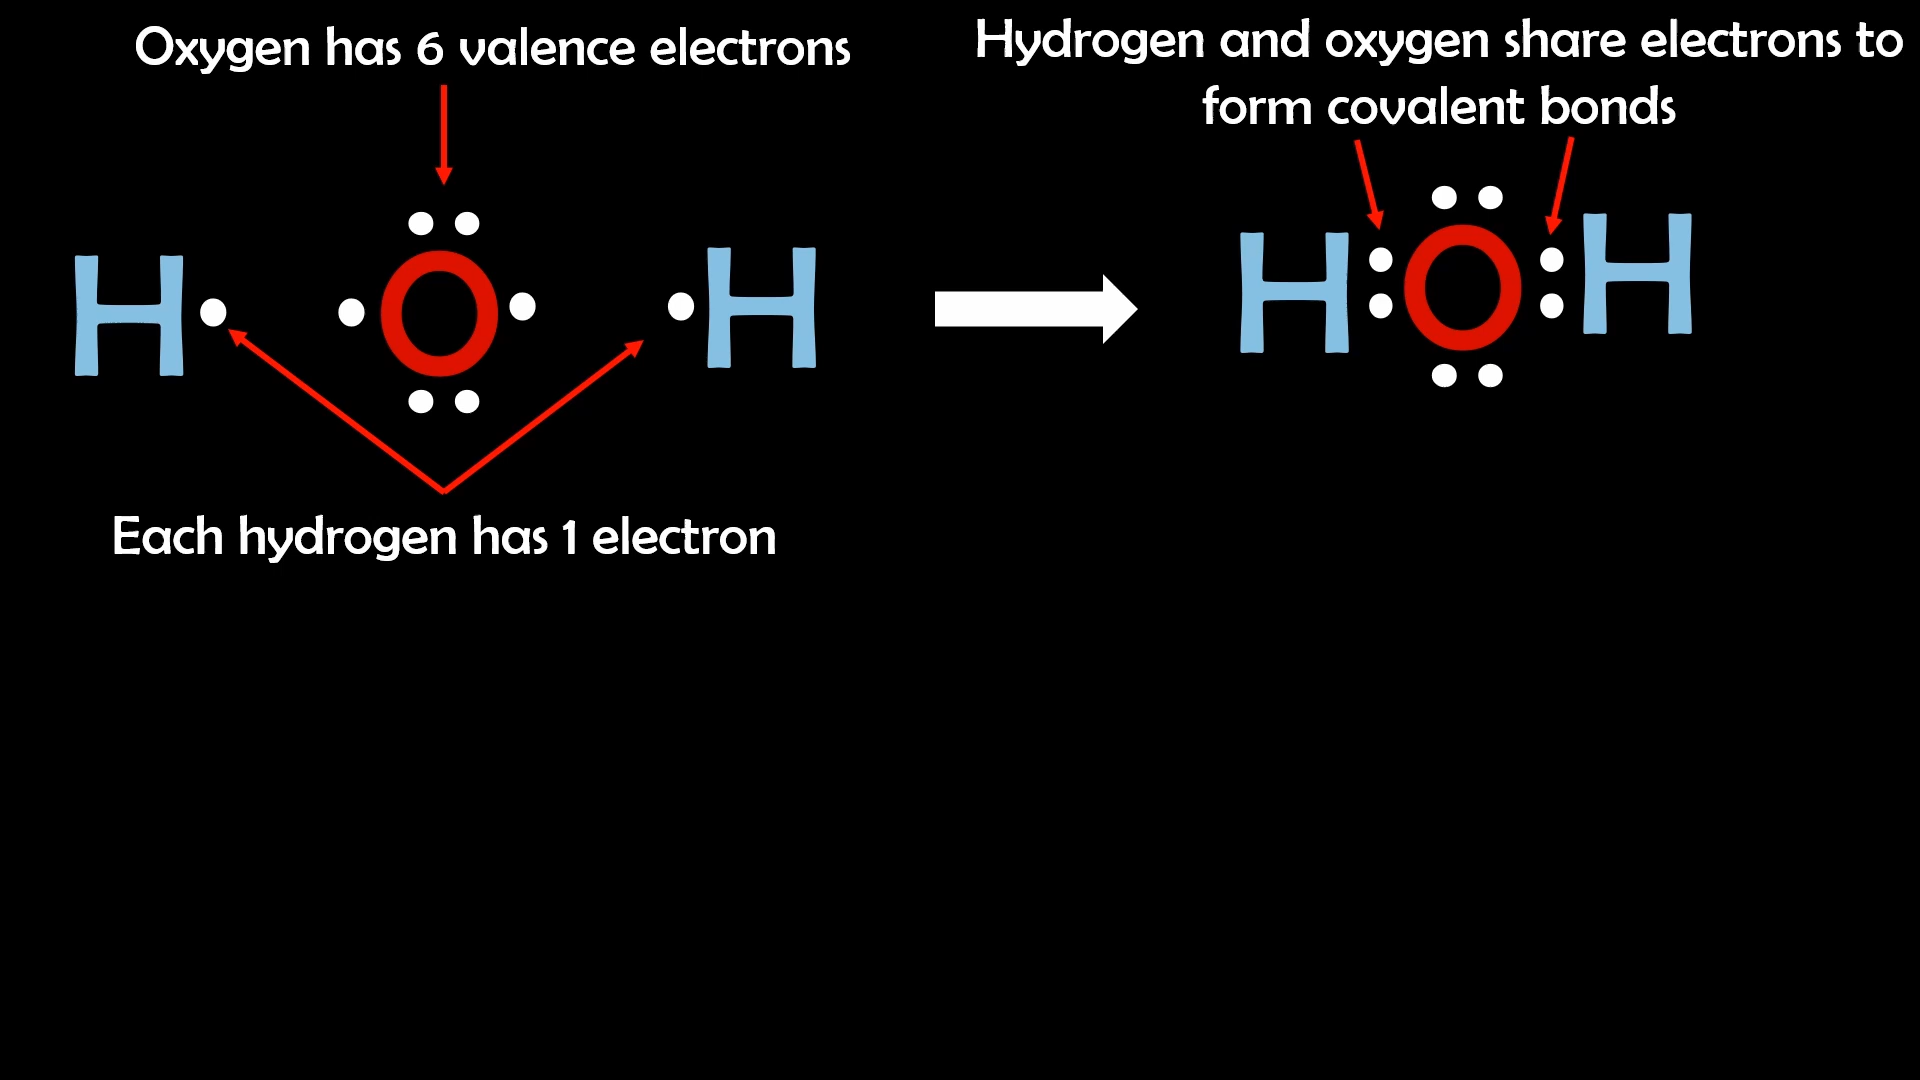 Oxygen has 6 valence electrons
Hydrogen and oxygen share electrons to
form covalent bonds
H O H
H O H
Each hydrogen has 1 electron